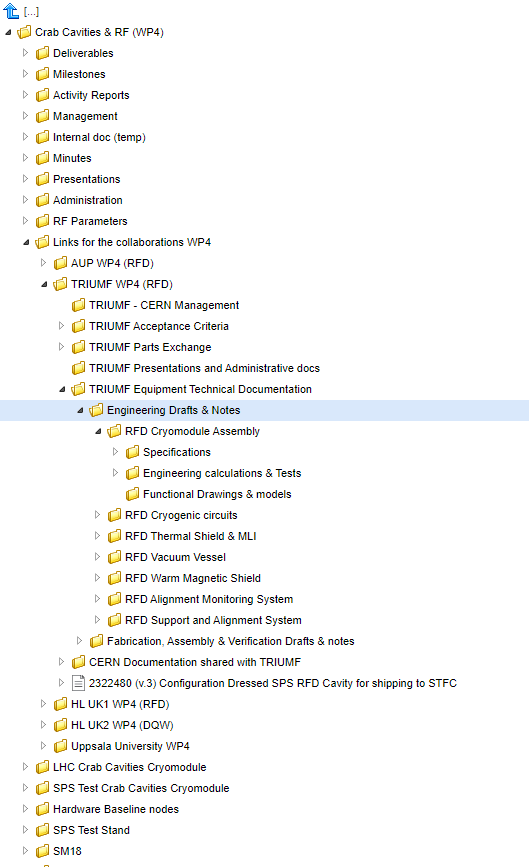 [...]
Crab Cavities & RF (WP4)
Deliverables
Milestones
Activity Reports
Management
Internal doc (temp)
Minutes
Presentations
Administration
RF Parameters
Links for the collaborations WP4
AUP WP4 (RFD)
TRIUMF WP4 (RFD)
TRIUMF - CERN Management
TRIUMF Acceptance Criteria
TRIUMF Parts Exchange
TRIUMF Presentations and Administrative docs
TRIUMF Equipment Technical Documentation
Engineering Drafts & Notes
RFD Cryomodule Assembly
Specifications
Engineering calculations & Tests
Functional Drawings & models
RFD Cryogenic circuits
RFD Thermal Shield & MLI
RFD Vacuum Vessel
RFD Warm Magnetic Shield
RFD Alignment Monitoring System
RFD Support and Alignment System
Fabrication, Assembly & Verification Drafts & notes
CERN Documentation shared with TRIUMF
2322480 (v.3) Configuration Dressed SPS RFD Cavity for shipping to STFC
HL UK1 WP4 (RFD)
HL UK2 WP4 (DQW)
Uppsala University WP4
LHC Crab Cavities Cryomodule
SPS Test Crab Cavities Cryomodule
Hardware Baseline nodes
SPS Test Stand
SM18